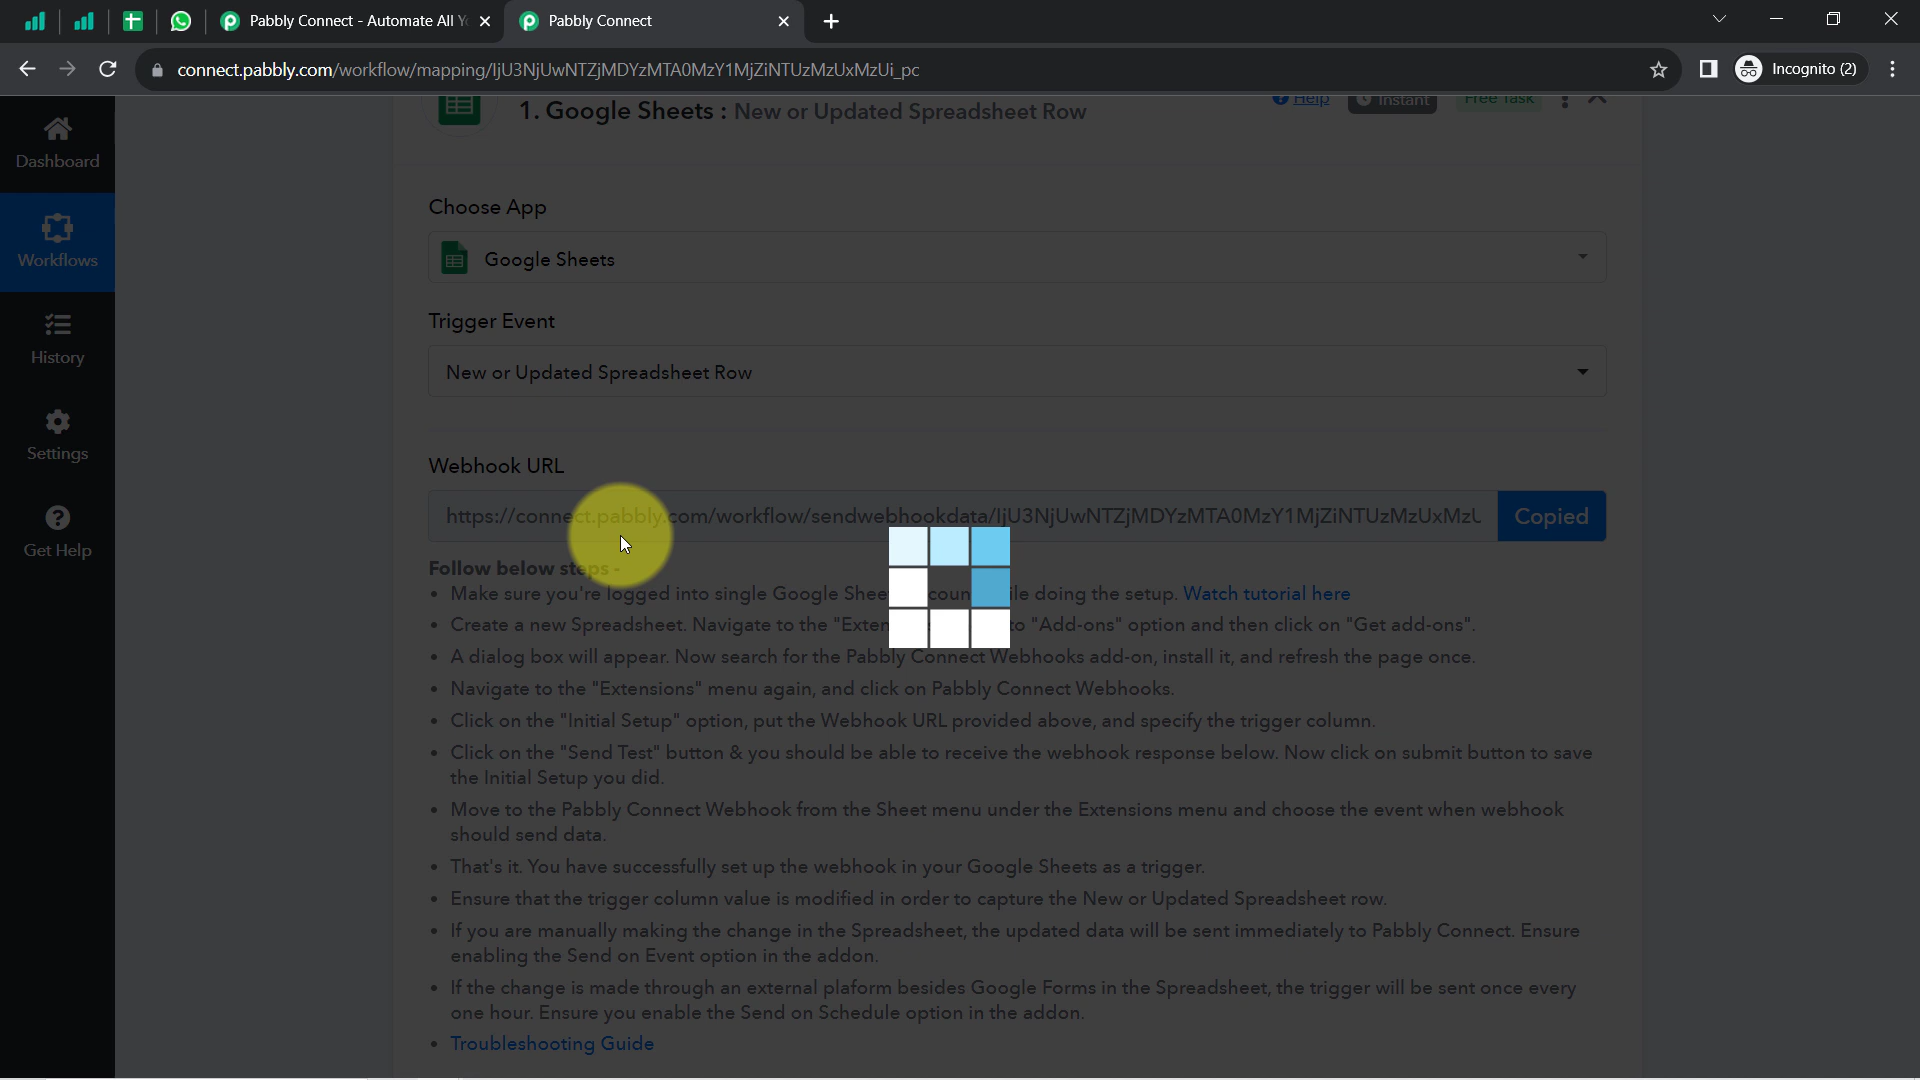 Pabbly Connect - Automate All Y
Pabbly Connect
connect.pabbly.com/workflow/mapping/IjU3NjUwNTZjMDYzMTA0MzY1MjZiNTUzMzUxMzUi_pc
Incognito (2)
1. Google Sheets : New or Updated Spreadsheet Row
Help
Instant
Free Task
Dashboard
Workflows
History
Settings
Get Help
Choose App
Google Sheets
Trigger Event
New or Updated Spreadsheet Row
Webhook URL
https://connect.pabbly.com/workflow/sendwebhookdata/IjU3NjUwNTZjMDYzMTA0MzY1MjZiNTUzMzUxMzU
Copied
Follow below steps -
• Make sure you're logged into single Google Shee coun ile doing the setup. Watch tutorial here
• Create a new Spreadsheet. Navigate to the "Exten to "Add-ons" option and then click on "Get add-ons".
• A dialog box will appear. Now search for the Pabbly Connect Webhooks add-on, install it, and refresh the page once.
• Navigate to the "Extensions" menu again, and click on Pabbly Connect Webhooks.
• Click on the "Initial Setup" option, put the Webhook URL provided above, and specify the trigger column.
• Click on the "Send Test" button & you should be able to receive the webhook response below. Now click on submit button to save
the Initial Setup you did.
• Move to the Pabbly Connect Webhook from the Sheet menu under the Extensions menu and choose the event when webhook
should send data.
• That's it. You have successfully set up the webhook in your Google Sheets as a trigger.
• Ensure that the trigger column value is modified in order to capture the New or Updated Spreadsheet row.
• If you are manually making the change in the Spreadsheet, the updated data will be sent immediately to Pabbly Connect. Ensure
enabling the Send on Event option in the addon.
• If the change is made through an external plaform besides Google Forms in the Spreadsheet, the trigger will be sent once every
one hour. Ensure you enable the Send on Schedule option in the addon.
• Troubleshooting Guide